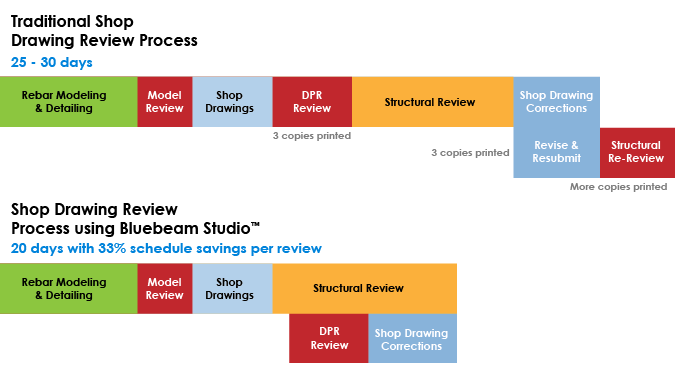 Traditional Shop
Drawing Review Process
25 - 30 days
Rebar Modeling
& Detailing
Model
Review
Shop
Drawings
DPR
Review
Structural Review
Shop Drawing
Corrections
3 copies printed
3 copies printed
Revise &
Resubmit
Structural
Re-Review
More copies printed
Shop Drawing Review
Process using Bluebeam Studio™
20 days with 33% schedule savings per review
Rebar Modeling
& Detailing
Model
Review
Shop
Drawings
Structural Review
DPR
Review
Shop Drawing
Corrections